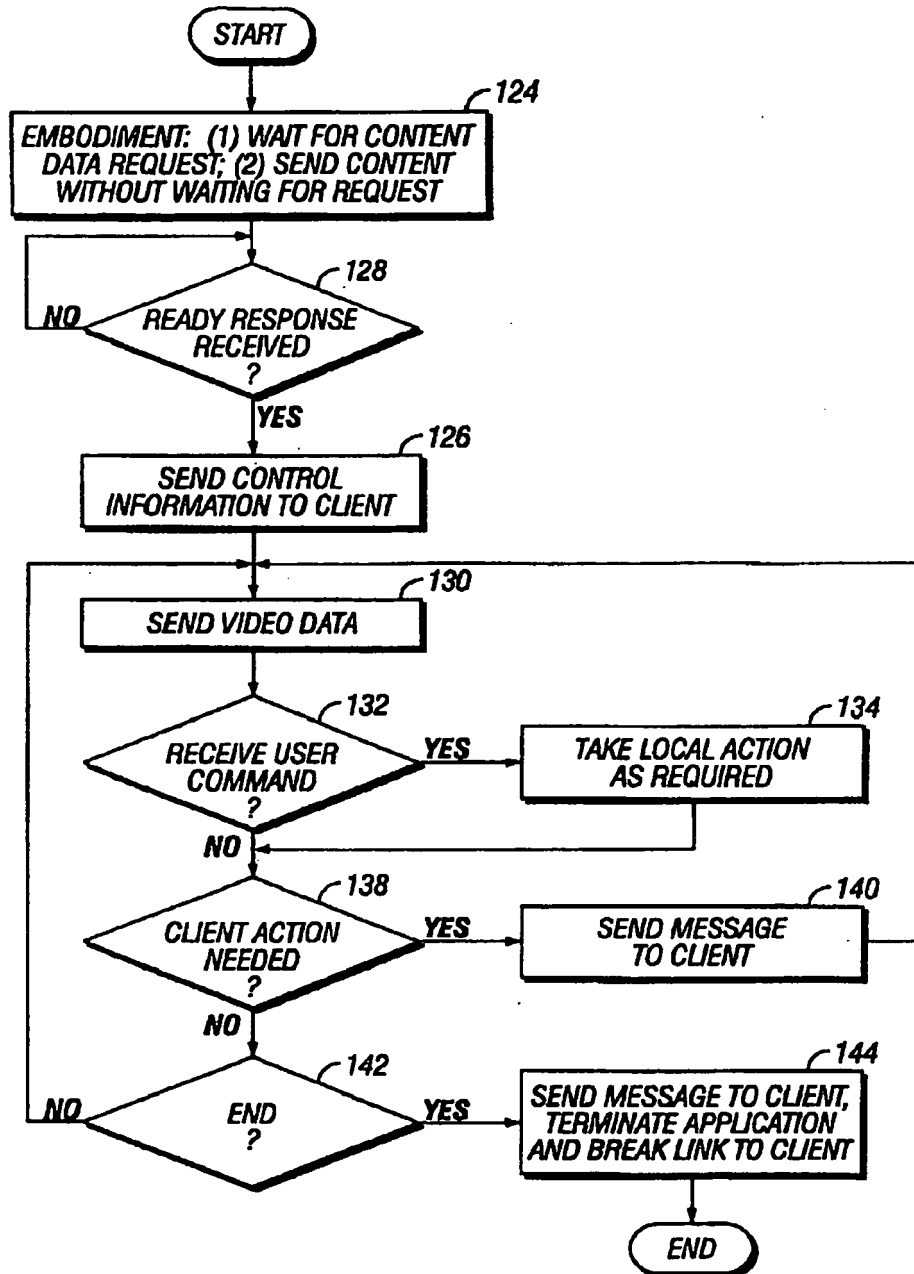 START
124
EMBODIMENT: (1) WAIT FOR CONTENT
DATA REQUEST; (2) SEND CONTENT
WITHOUT WAITING FOR REQUEST
128
NO
READY RESPONSE
RECEIVED
?
YES
126
SEND CONTROL
INFORMATION TO CLIENT
130
SEND VIDEO DATA
132
RECEIVE USER
COMMAND
?
YES
134
TAKE LOCAL ACTION
AS REQUIRED
NO
138
CLIENT ACTION
NEEDED
?
YES
140
SEND MESSAGE
TO CLIENT
NO
142
NO
END
?
YES
144
SEND MESSAGE TO CLIENT,
TERMINATE APPLICATION
AND BREAK LINK TO CLIENT
END